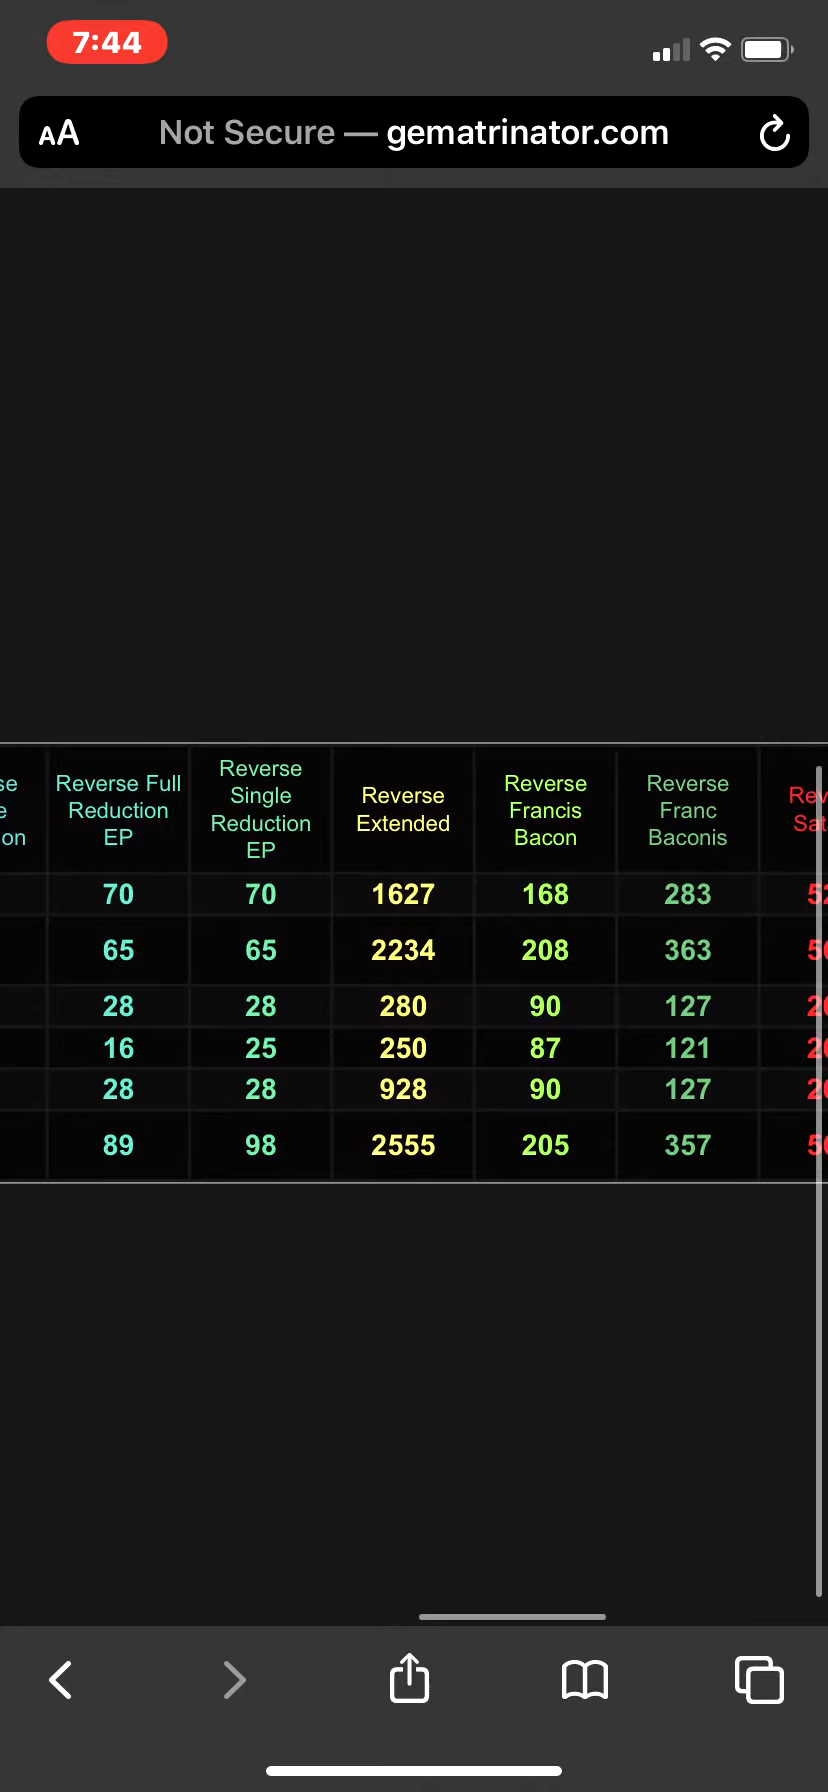 7:44
AA Not Secure — gematrinator.com
Reverse Full Reduction EP Reverse Single Reduction EP Reverse Extended Reverse Francis Bacon Reverse Franc Baconis
70 70 1627 168 283
65 65 2234 208 363
28 28 280 90 127
16 25 250 87 121
28 28 928 90 127
89 98 2555 205 357